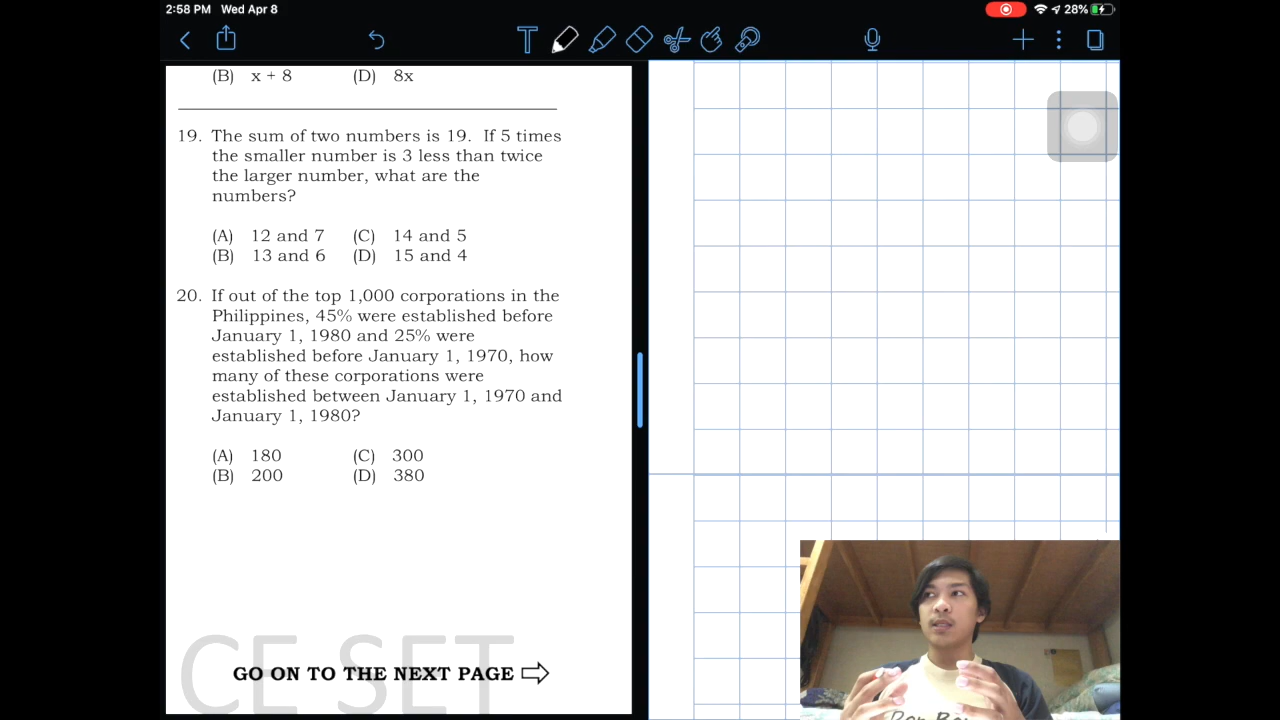 2:58 PM Wed Apr 8
28%
(B) x + 8 (D) 8x
19. The sum of two numbers is 19. If 5 times
the smaller number is 3 less than twice
the larger number, what are the
numbers?
(A) 12 and 7 (C) 14 and 5
(B) 13 and 6 (D) 15 and 4
20. If out of the top 1,000 corporations in the
Philippines, 45% were established before
January 1, 1980 and 25% were
established before January 1, 1970, how
many of these corporations were
established between January 1, 1970 and
January 1, 1980?
(A) 180 (C) 300
(B) 200 (D) 380
CE SET
GO ON TO THE NEXT PAGE